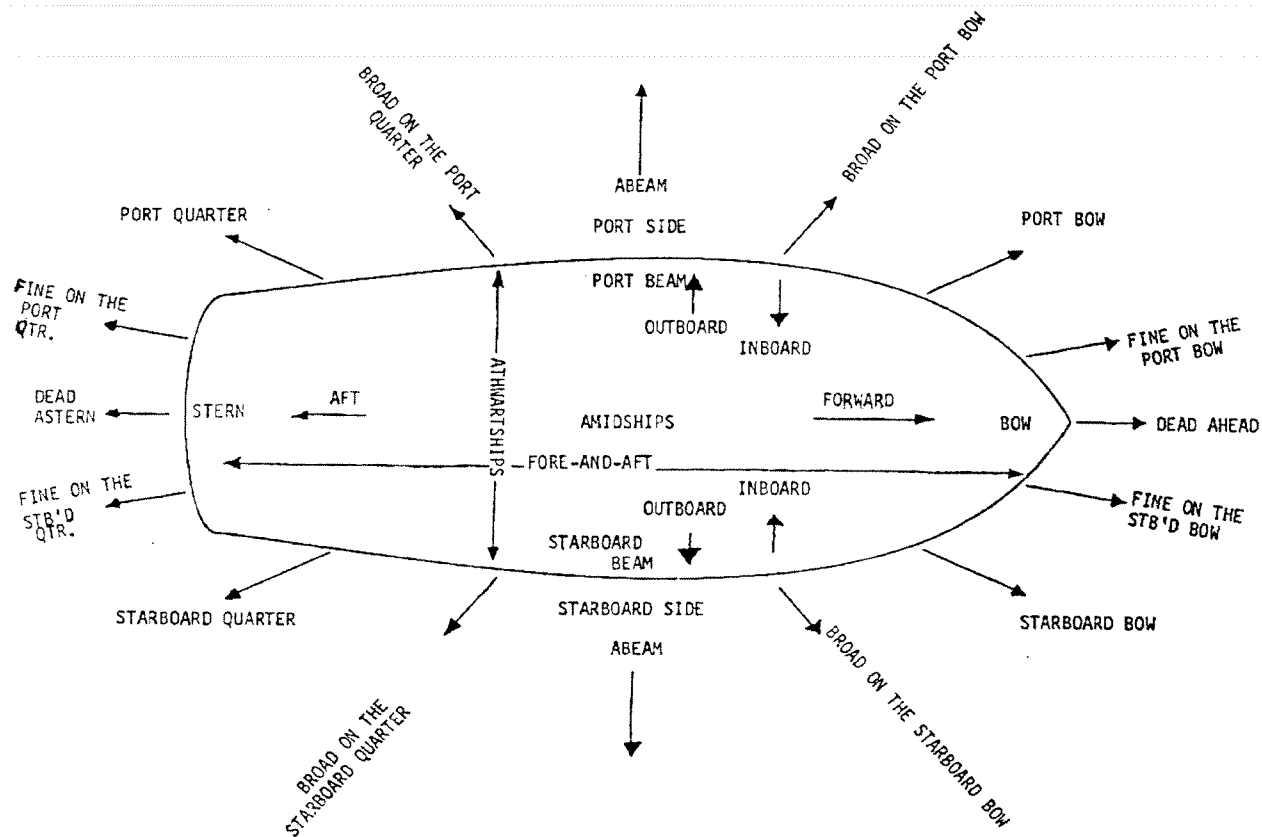 BROAD ON THE PORT BOW
BROAD ON THE PORT
QUARTER
ABEAM
PORT QUARTER
PORT SIDE
PORT BOW
PORT BEAM
FINE ON THE
PORT
QTR.
OUTBOARD
INBOARD
FINE ON THE
PORT BOW
ATHWARTSHIPS
DEAD
ASTERN
STERN
AFT
FORWARD
AMIDSHIPS
BOW
DEAD AHEAD
FORE-AND-AFT
FINE ON THE
STB'D
QTR.
INBOARD
OUTBOARD
FINE ON THE
STB'D BOW
STARBOARD
BEAM
STARBOARD QUARTER
STARBOARD SIDE
STARBOARD BOW
ABEAM
BROAD ON THE
STARBOARD QUARTER
BROAD ON THE STARBOARD BOW